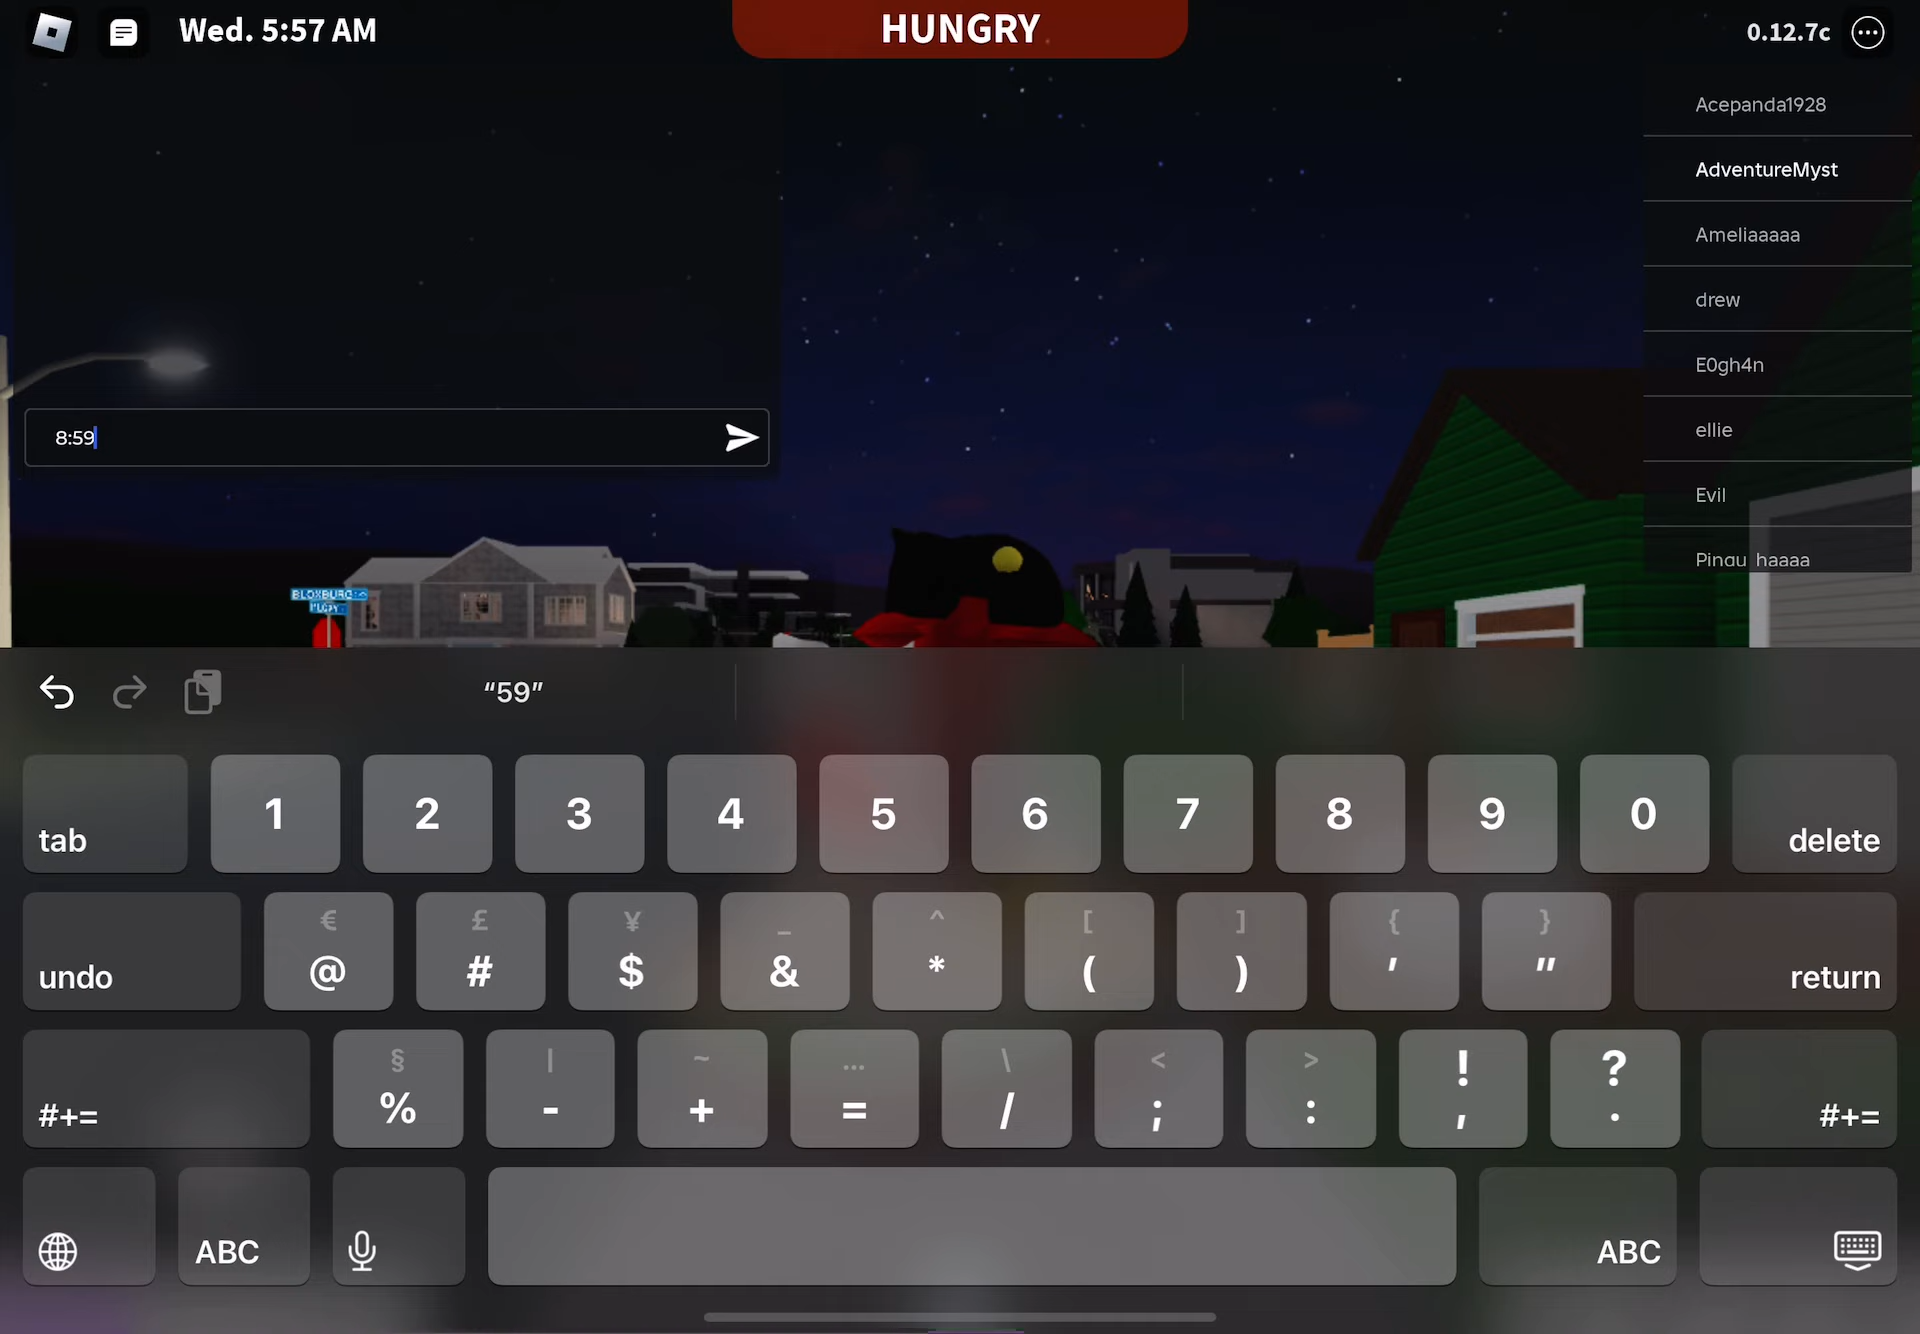 Wed. 5:57 AM
HUNGRY
0.12.7c
Acepanda1928
AdventureMyst
Ameliaaaaa
drew
E0gh4n
ellie
Evil
Pingu_haaaa
8:59
BLOXBURG
“59”
tab 1 2 3 4 5 6 7 8 9 0 delete
€ £ ¥ _ ^ [ ] { }
undo @ # $ & * ( ) ' " return
§ | ~ … \ < > ! ?
#+= % - + = / ; : , . #+=
ABC ABC